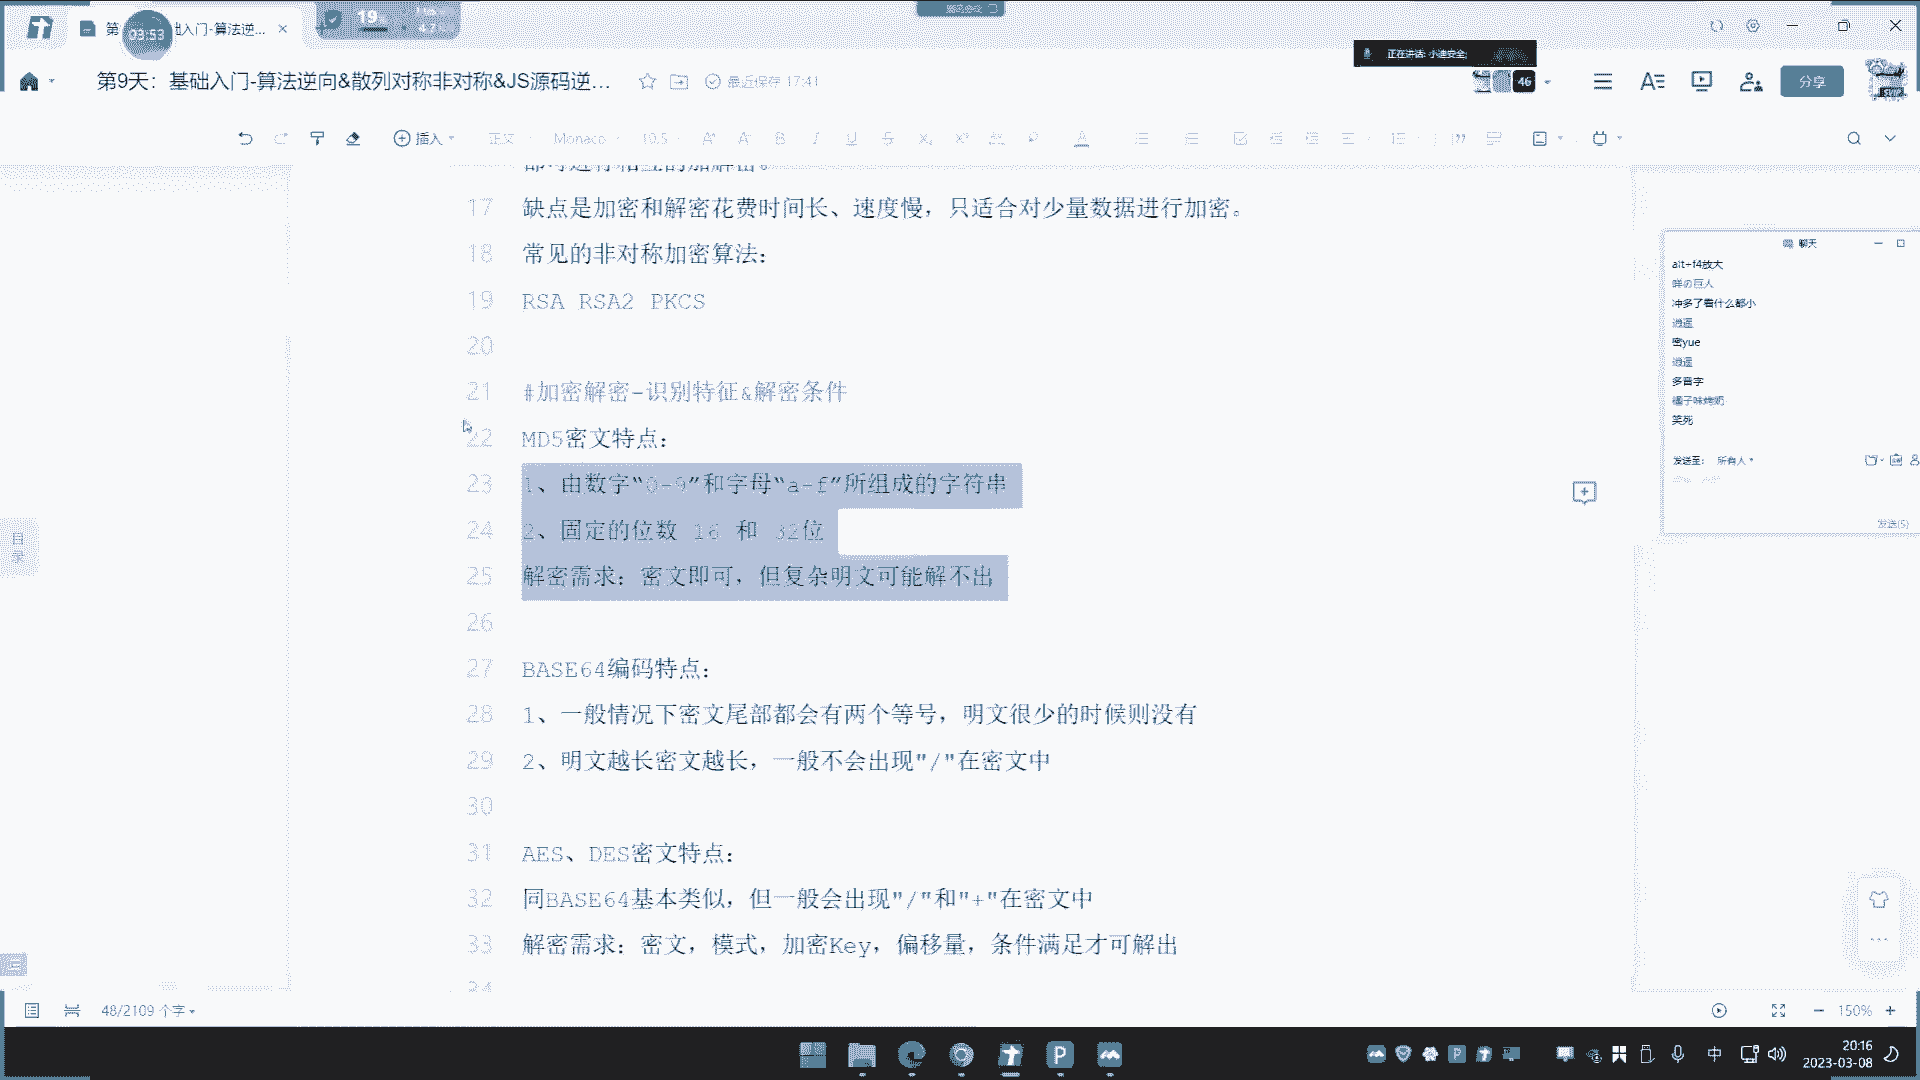 第
03:53
础入门-算法逆...
19
正在讲话: 小迪安全;
第9天：基础入门-算法逆向&散列对称非对称&JS源码逆...
最近保存 17:41
46
分享
插入
正文
Monaco
10.5
17 缺点是加密和解密花费时间长、速度慢，只适合对少量数据进行加密。
18 常见的非对称加密算法：
19 RSA RSA2 PKCS
20
21 #加密解密-识别特征&解密条件
22 MD5密文特点：
23 1、由数字“0-9”和字母“a-f”所组成的字符串
24 2、固定的位数 16 和 32位
25 解密需求：密文即可，但复杂明文可能解不出
26
27 BASE64编码特点：
28 1、一般情况下密文尾部都会有两个等号，明文很少的时候则没有
29 2、明文越长密文越长，一般不会出现"/"在密文中
30
31 AES、DES密文特点：
32 同BASE64基本类似，但一般会出现"/"和"+"在密文中
33 解密需求：密文，模式，加密Key，偏移量，条件满足才可解出
34
目录
聊天
alt+f4放大
咩の巨人
冲多了看什么都小
逍遥
密yue
逍遥
多音字
橘子味烤奶
笑死
发送至: 所有人
发送(S)
48/2109 个字
150%
中
20:16
2023-03-08